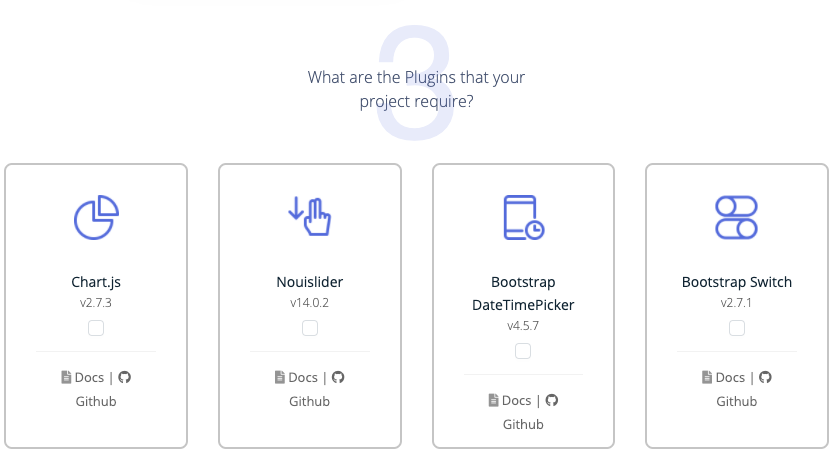 3
What are the Plugins that your
project require?
Chart.js
v2.7.3
Docs |
Github
Nouislider
v14.0.2
Docs |
Github
Bootstrap
DateTimePicker
v4.5.7
Docs |
Github
Bootstrap Switch
v2.7.1
Docs |
Github